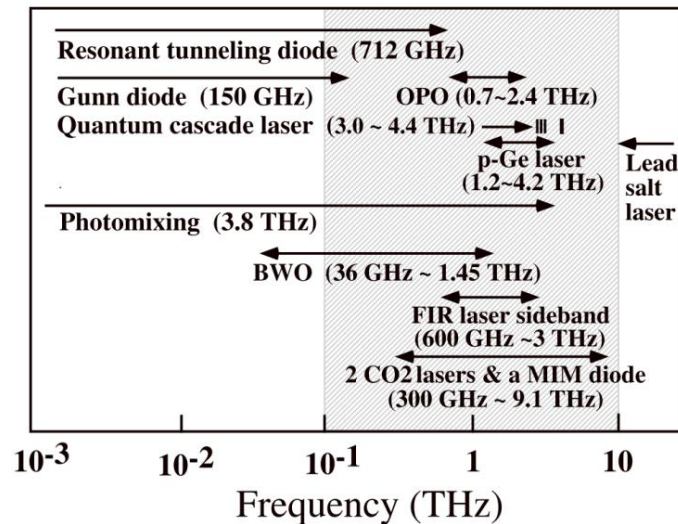 Resonant tunneling diode (712 GHz)
Gunn diode (150 GHz) OPO (0.7~2.4 THz)
Quantum cascade laser (3.0 ~ 4.4 THz)
p-Ge laser
(1.2~4.2 THz)
Lead
salt
laser
Photomixing (3.8 THz)
BWO (36 GHz ~ 1.45 THz)
FIR laser sideband
(600 GHz ~3 THz)
2 CO2 lasers & a MIM diode
(300 GHz ~ 9.1 THz)
10-3 10-2 10-1 1 10
Frequency (THz)